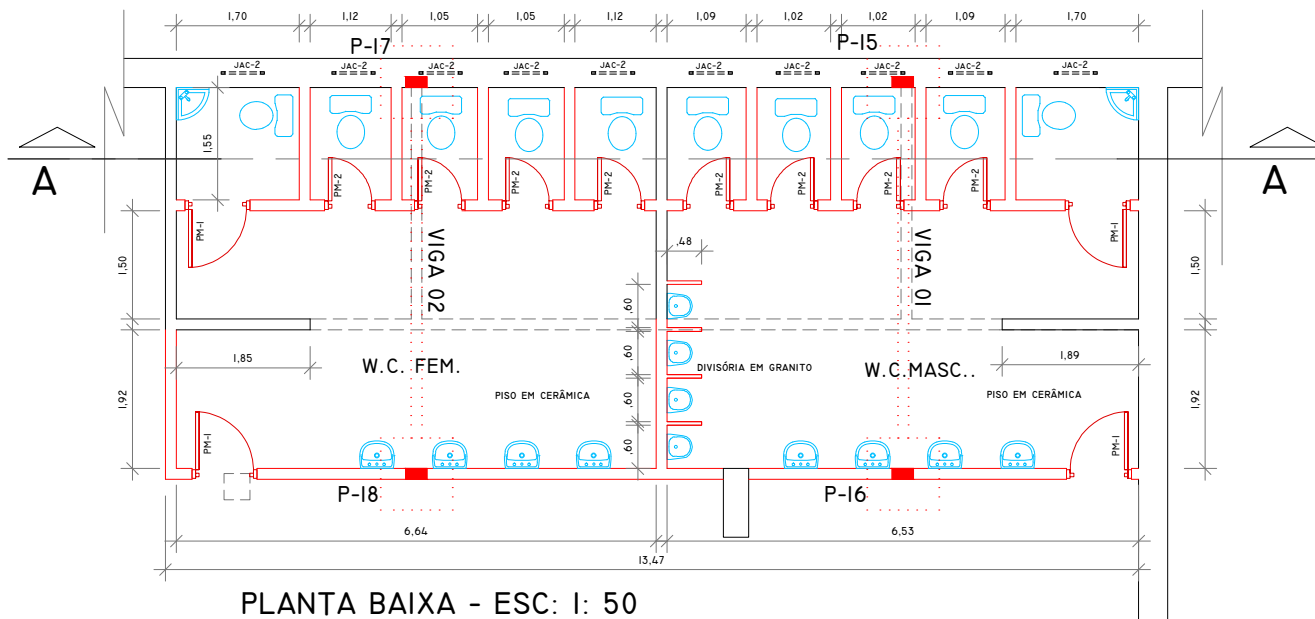 1,70 1,12 1,05 1,05 1,12 1,09 1,02 1,02 1,09 1,70
P-17 P-15
JAC-2 JAC-2 JAC-2 JAC-2 JAC-2 JAC-2 JAC-2 JAC-2 JAC-2 JAC-2
1,55
A A
PM-2 PM-2 PM-2 PM-2 PM-2 PM-2 PM-2 PM-2
PM-1 PM-1
1,50 VIGA 02 ,48 VIGA 01 1,50
,60
1,85 W.C. FEM. ,60 DIVISÓRIA EM GRANITO W.C.MASC.. 1,89
1,92 PISO EM CERÂMICA ,60 PISO EM CERÂMICA 1,92
PM-1 ,60 PM-1
P-18 P-16
6,64 6,53
13,47
PLANTA BAIXA - ESC: 1: 50